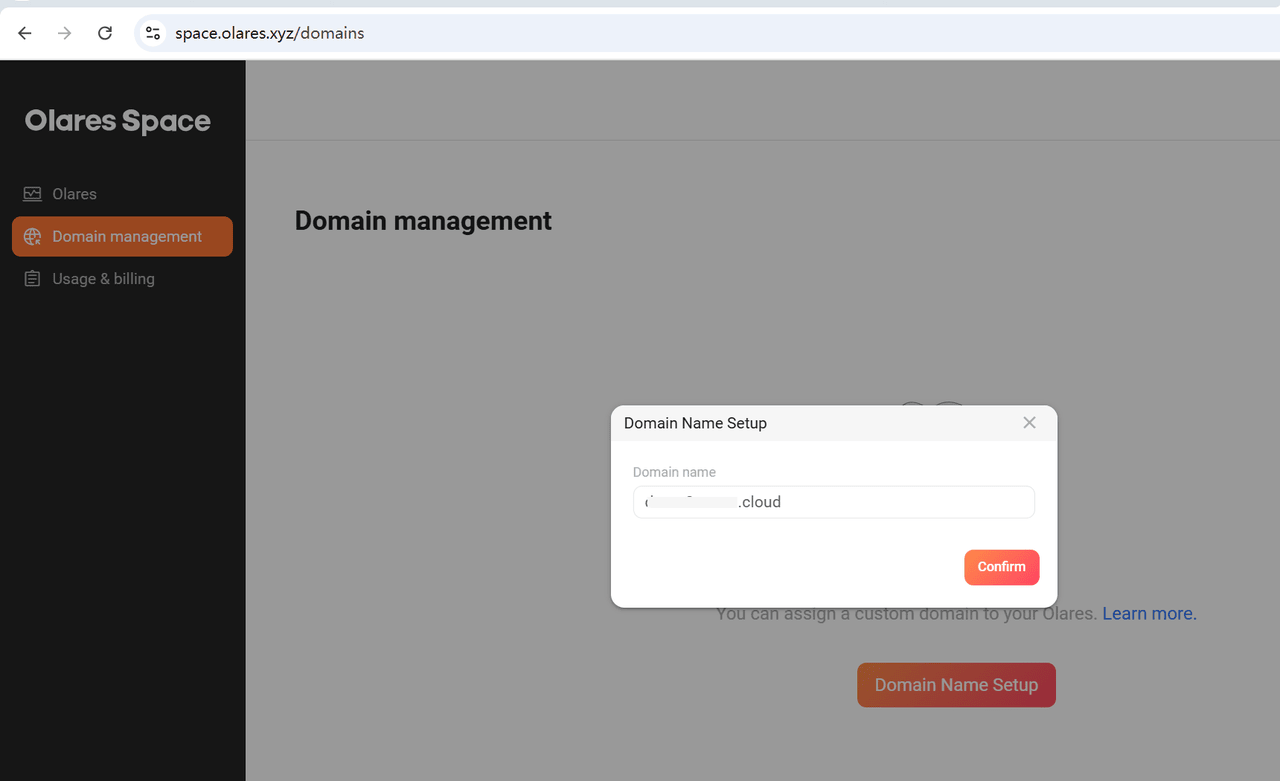 space.olares.xyz/domains
Olares Space
Olares
Domain management
Usage & billing
Domain management
Domain Name Setup
Domain name
.cloud
Confirm
You can assign a custom domain to your Olares. Learn more.
Domain Name Setup